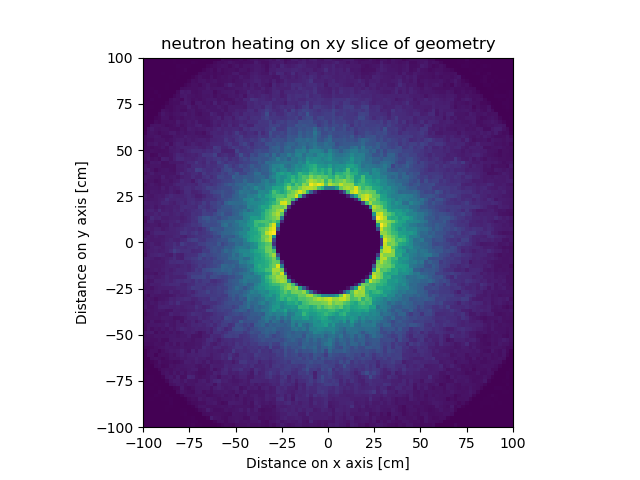 neutron heating on xy slice of geometry
100
75
50
25
0
−25
−50
−75
−100
Distance on y axis [cm]
−100 −75 −50 −25 0 25 50 75 100
Distance on x axis [cm]